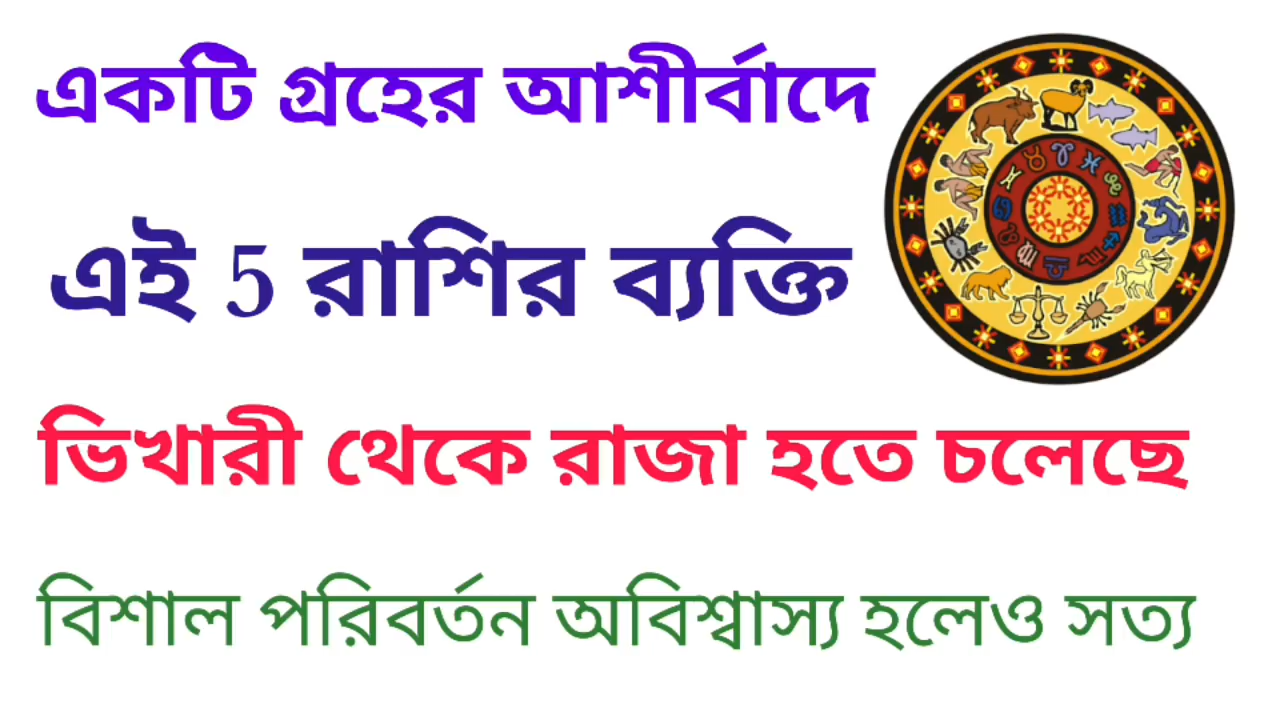 একটি গ্রহের আশীর্বাদে
এই 5 রাশির ব্যক্তি
ভিখারী থেকে রাজা হতে চলেছে
বিশাল পরিবর্তন অবিশ্বাস্য হলেও সত্য